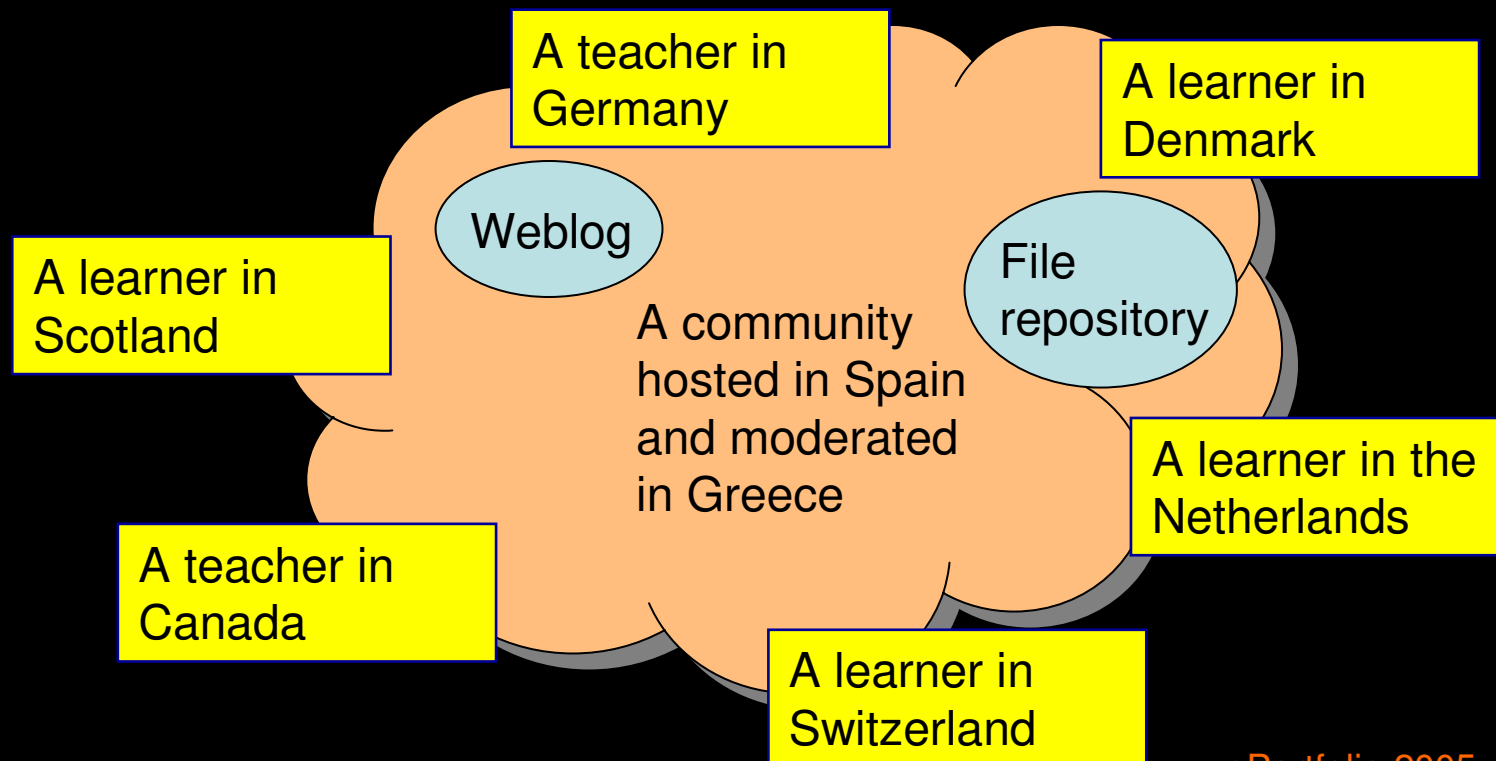 A teacher in
Germany
A learner in
Denmark
Weblog
File
repository
A learner in
Scotland
A community
hosted in Spain
and moderated
in Greece
A learner in the
Netherlands
A teacher in
Canada
A learner in
Switzerland